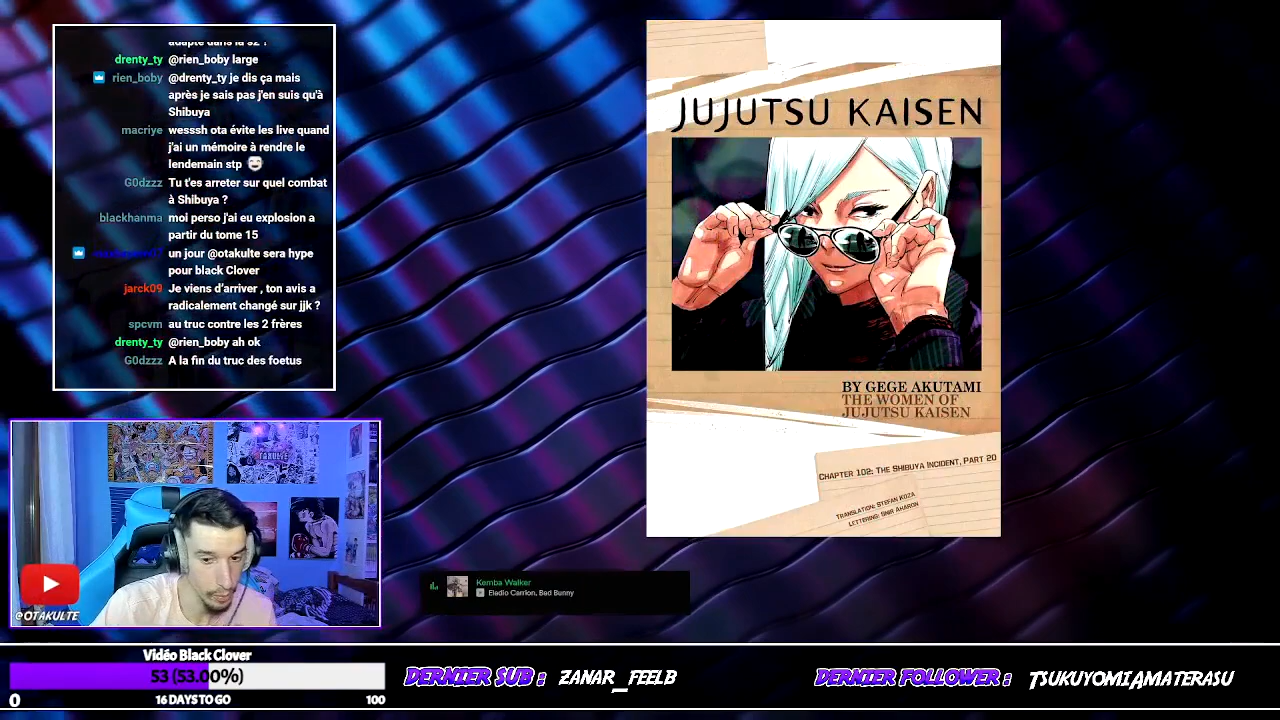 adapté dans la s2 ?
drenty_ty @rien_boby large
rien_boby @drenty_ty je dis ça mais
après je sais pas j'en suis qu'à
Shibuya
macriye wesssh ota évite les live quand
j'ai un mémoire à rendre le
lendemain stp
G0dzzz Tu t'es arreter sur quel combat
à Shibuya ?
blackhanma moi perso j'ai eu explosion a
partir du tome 15
un jour @otakulte sera hype
pour black Clover
jarck09 Je viens d'arriver , ton avis a
radicalement changé sur jjk ?
spcvm au truc contre les 2 frères
drenty_ty @rien_boby ah ok
G0dzzz A la fin du truc des foetus
JUJUTSU KAISEN
BY GEGE AKUTAMI
THE WOMEN OF
JUJUTSU KAISEN
CHAPTER 102: THE SHIBUYA INCIDENT, PART 20
TRANSLATION: STEFAN KOZA
LETTERING: SNIR AHARON
OTAKULTE
@OTAKULTE
Kemba Walker
E Eladio Carrion, Bad Bunny
Vidéo Black Clover
53 (53.00%)
0 16 DAYS TO GO 100
DERNIER SUB : ZANAR_FEELB
DERNIER FOLLOWER : TSUKUYOMIAMATERASU